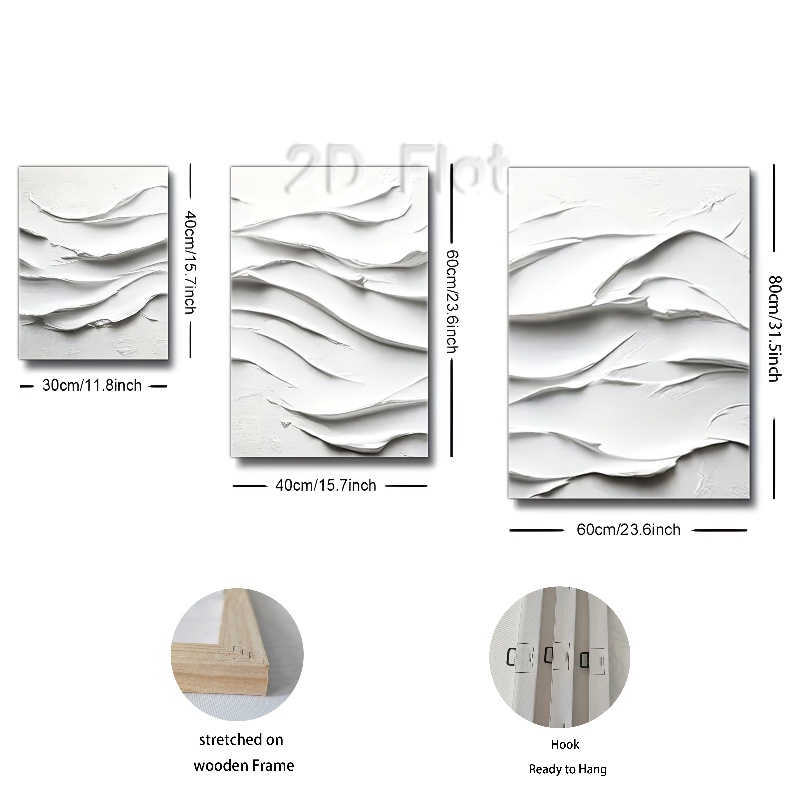 2D Flat
40cm/15.7inch
30cm/11.8inch
60cm/23.6inch
40cm/15.7inch
80cm/31.5inch
60cm/23.6inch
stretched on
wooden Frame
Hook
Ready to Hang